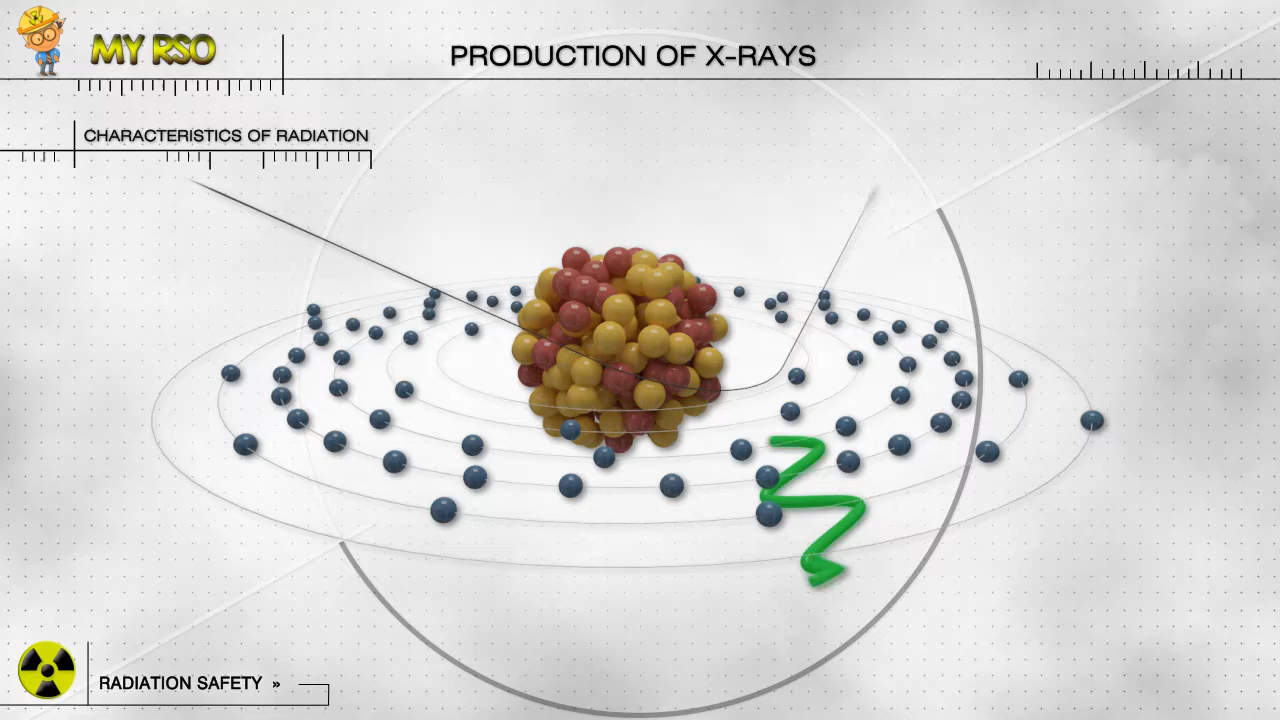 MY RSO
PRODUCTION OF X-RAYS
CHARACTERISTICS OF RADIATION
RADIATION SAFETY »